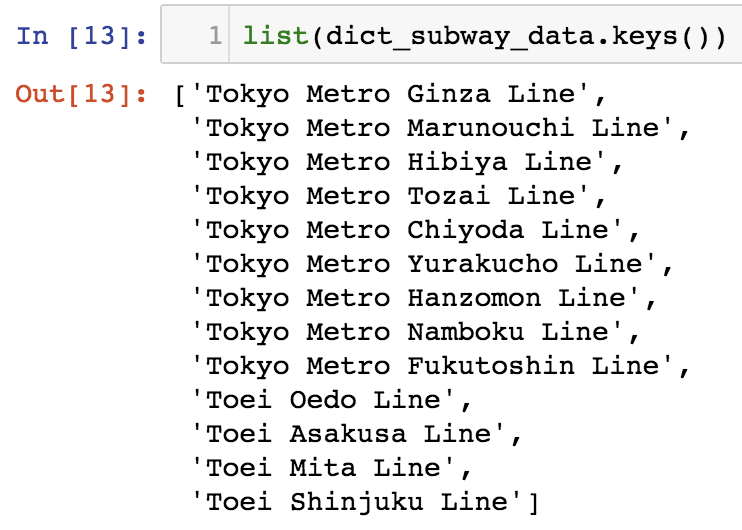 In [13]: 1 list(dict_subway_data.keys())
Out[13]: ['Tokyo Metro Ginza Line',
'Tokyo Metro Marunouchi Line',
'Tokyo Metro Hibiya Line',
'Tokyo Metro Tozai Line',
'Tokyo Metro Chiyoda Line',
'Tokyo Metro Yurakucho Line',
'Tokyo Metro Hanzomon Line',
'Tokyo Metro Namboku Line',
'Tokyo Metro Fukutoshin Line',
'Toei Oedo Line',
'Toei Asakusa Line',
'Toei Mita Line',
'Toei Shinjuku Line']